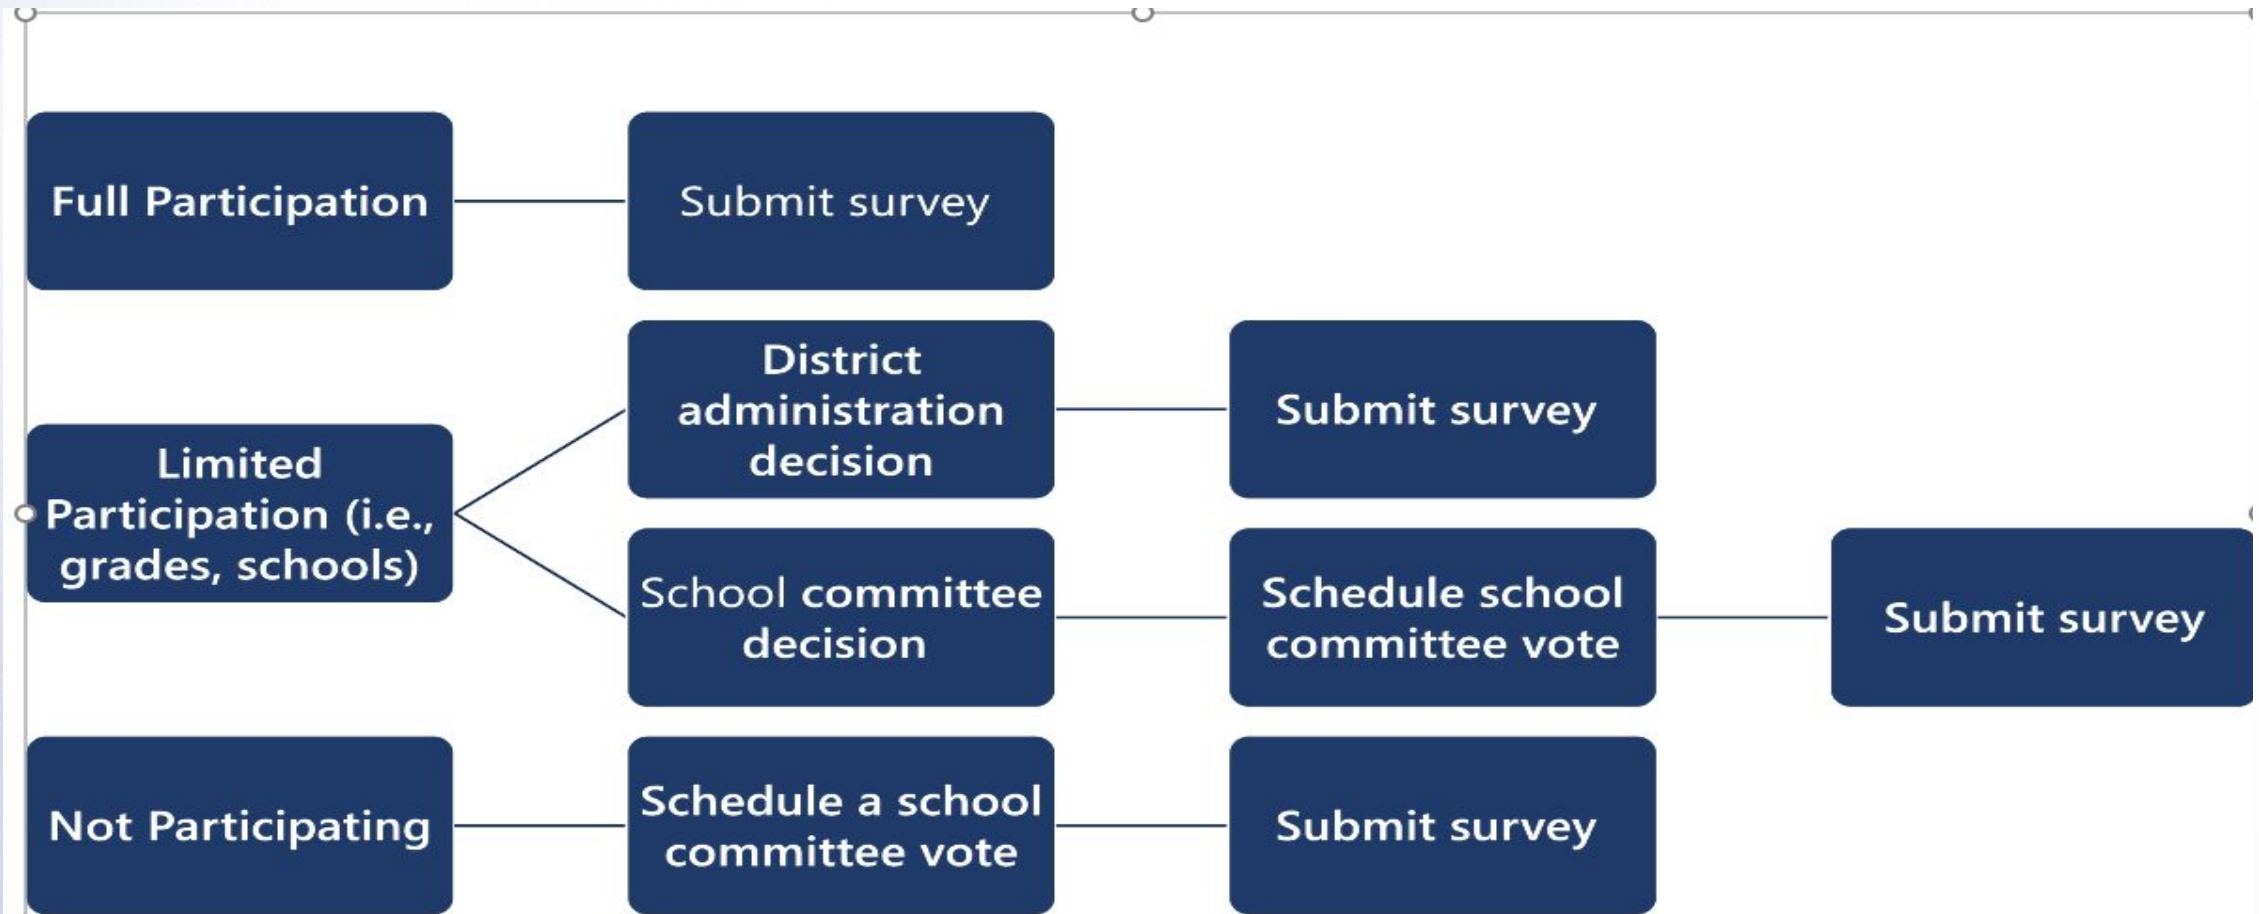 Full Participation
Submit survey
District
administration
decision
Submit survey
Limited
Participation (i.e.,
grades, schools)
School committee
decision
Schedule school
committee vote
Submit survey
Not Participating
Schedule a school
committee vote
Submit survey